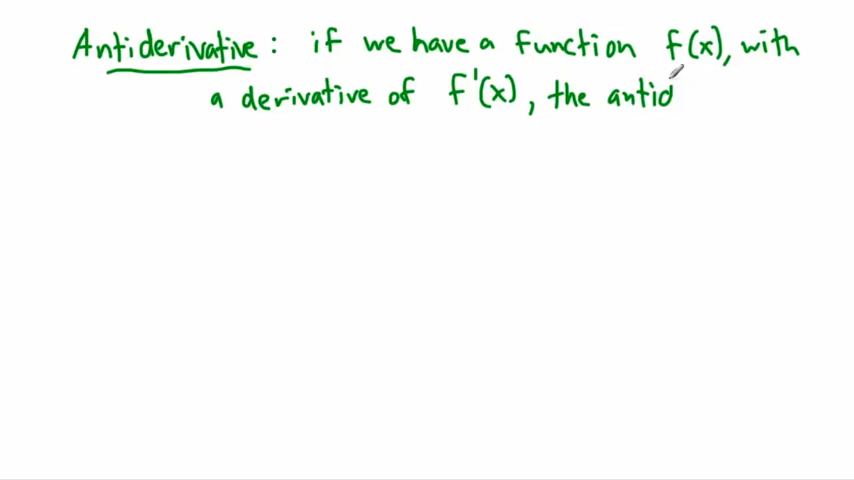 Antiderivative : if we have a function f(x), with
a derivative of f'(x), the antid